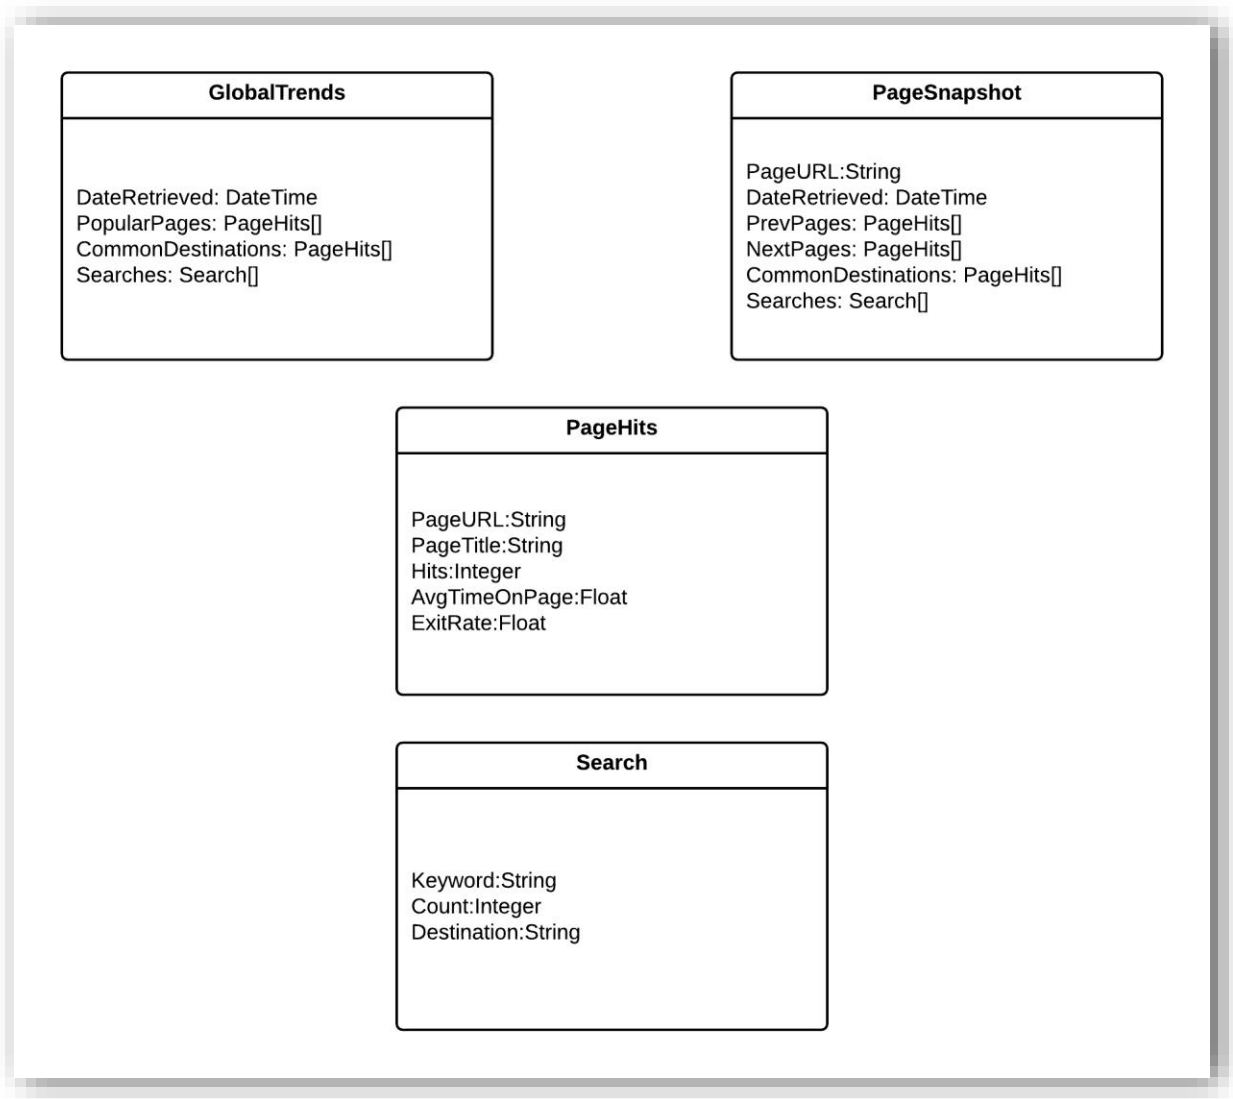 GlobalTrends
DateRetrieved: DateTime
PopularPages: PageHits[]
CommonDestinations: PageHits[]
Searches: Search[]
PageSnapshot
PageURL:String
DateRetrieved: DateTime
PrevPages: PageHits[]
NextPages: PageHits[]
CommonDestinations: PageHits[]
Searches: Search[]
PageHits
PageURL:String
PageTitle:String
Hits:Integer
AvgTimeOnPage:Float
ExitRate:Float
Search
Keyword:String
Count:Integer
Destination:String